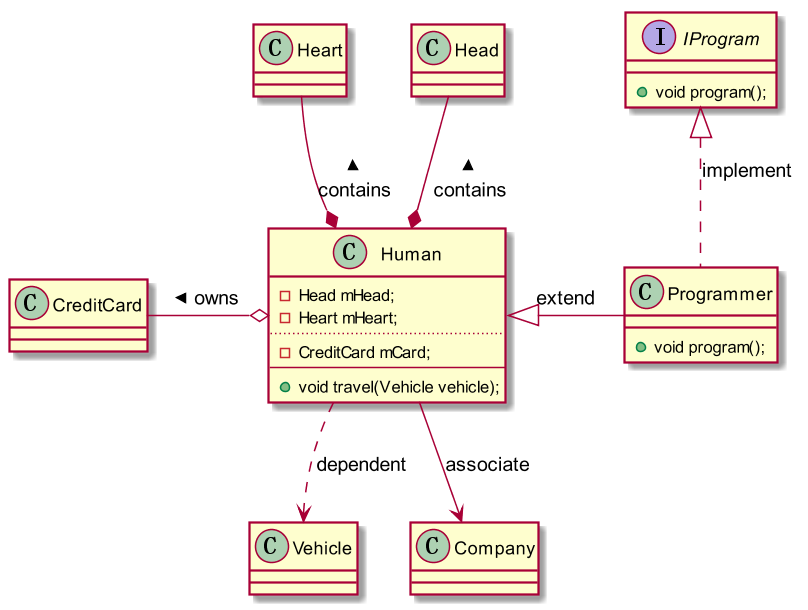 C Heart
C Head
I IProgram
void program();
▲
contains
▲
contains
implement
C Human
Head mHead;
Heart mHeart;
CreditCard mCard;
void travel(Vehicle vehicle);
C CreditCard
◀ owns
extend
C Programmer
void program();
dependent
associate
C Vehicle
C Company